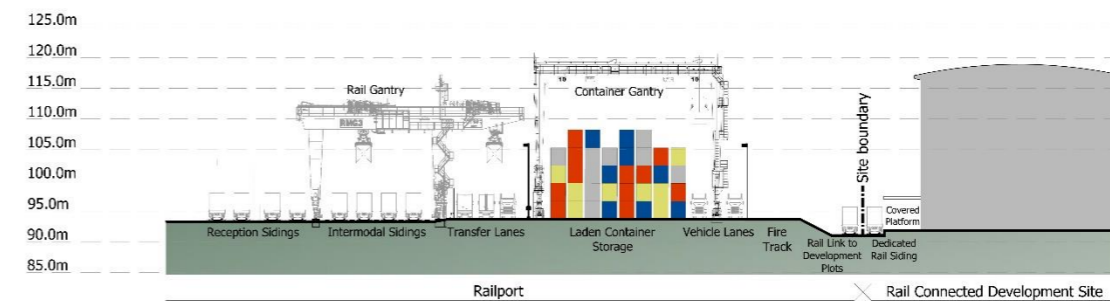 125.0m
120.0m
115.0m
110.0m
105.0m
100.0m
95.0m
90.0m
85.0m
Rail Gantry
Container Gantry
Site boundary
Reception Sidings
Intermodal Sidings
Transfer Lanes
Laden Container
Storage
Vehicle Lanes
Fire
Track
Rail Link to
Development
Plots
Dedicated
Rail Siding
Covered
Platform
Railport
Rail Connected Development Site